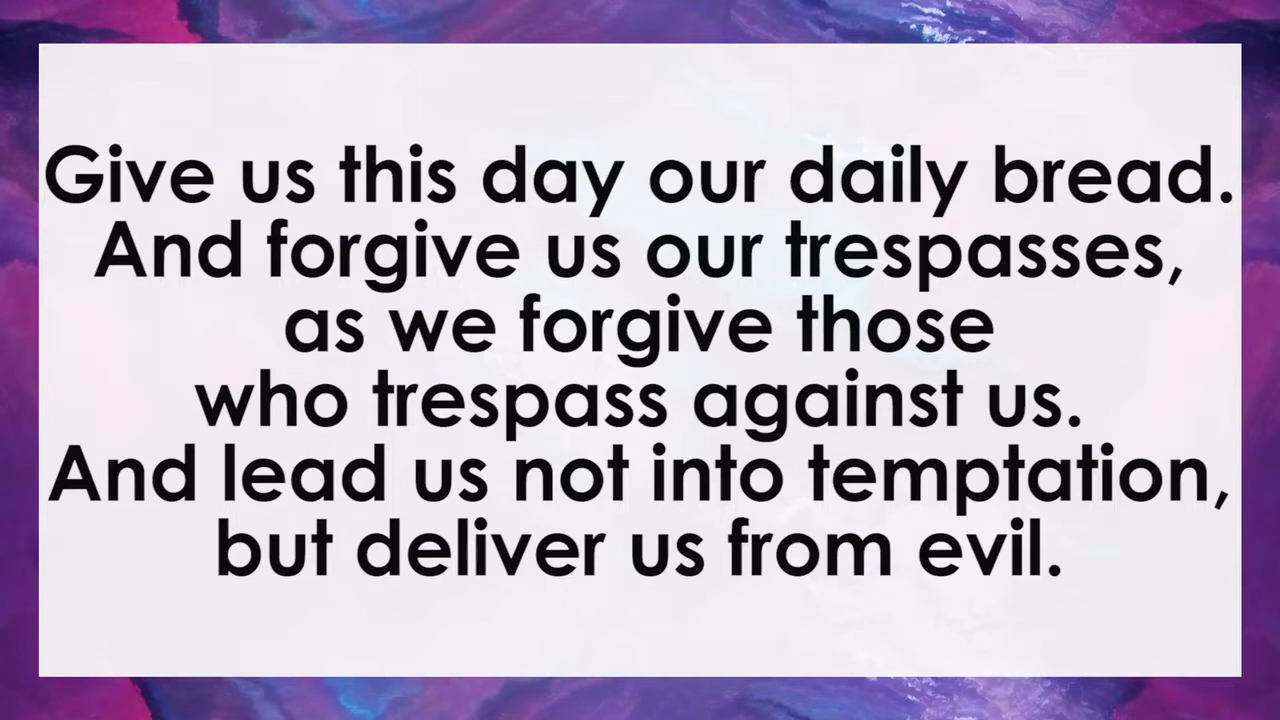 Give us this day our daily bread.
And forgive us our trespasses,
as we forgive those
who trespass against us.
And lead us not into temptation,
but deliver us from evil.